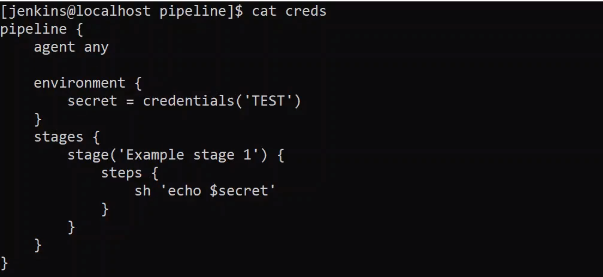 [jenkins@localhost pipeline]$ cat creds
pipeline {
    agent any

    environment {
        secret = credentials('TEST')
    }
    stages {
        stage('Example stage 1') {
            steps {
                sh 'echo $secret'
            }
        }
    }
}